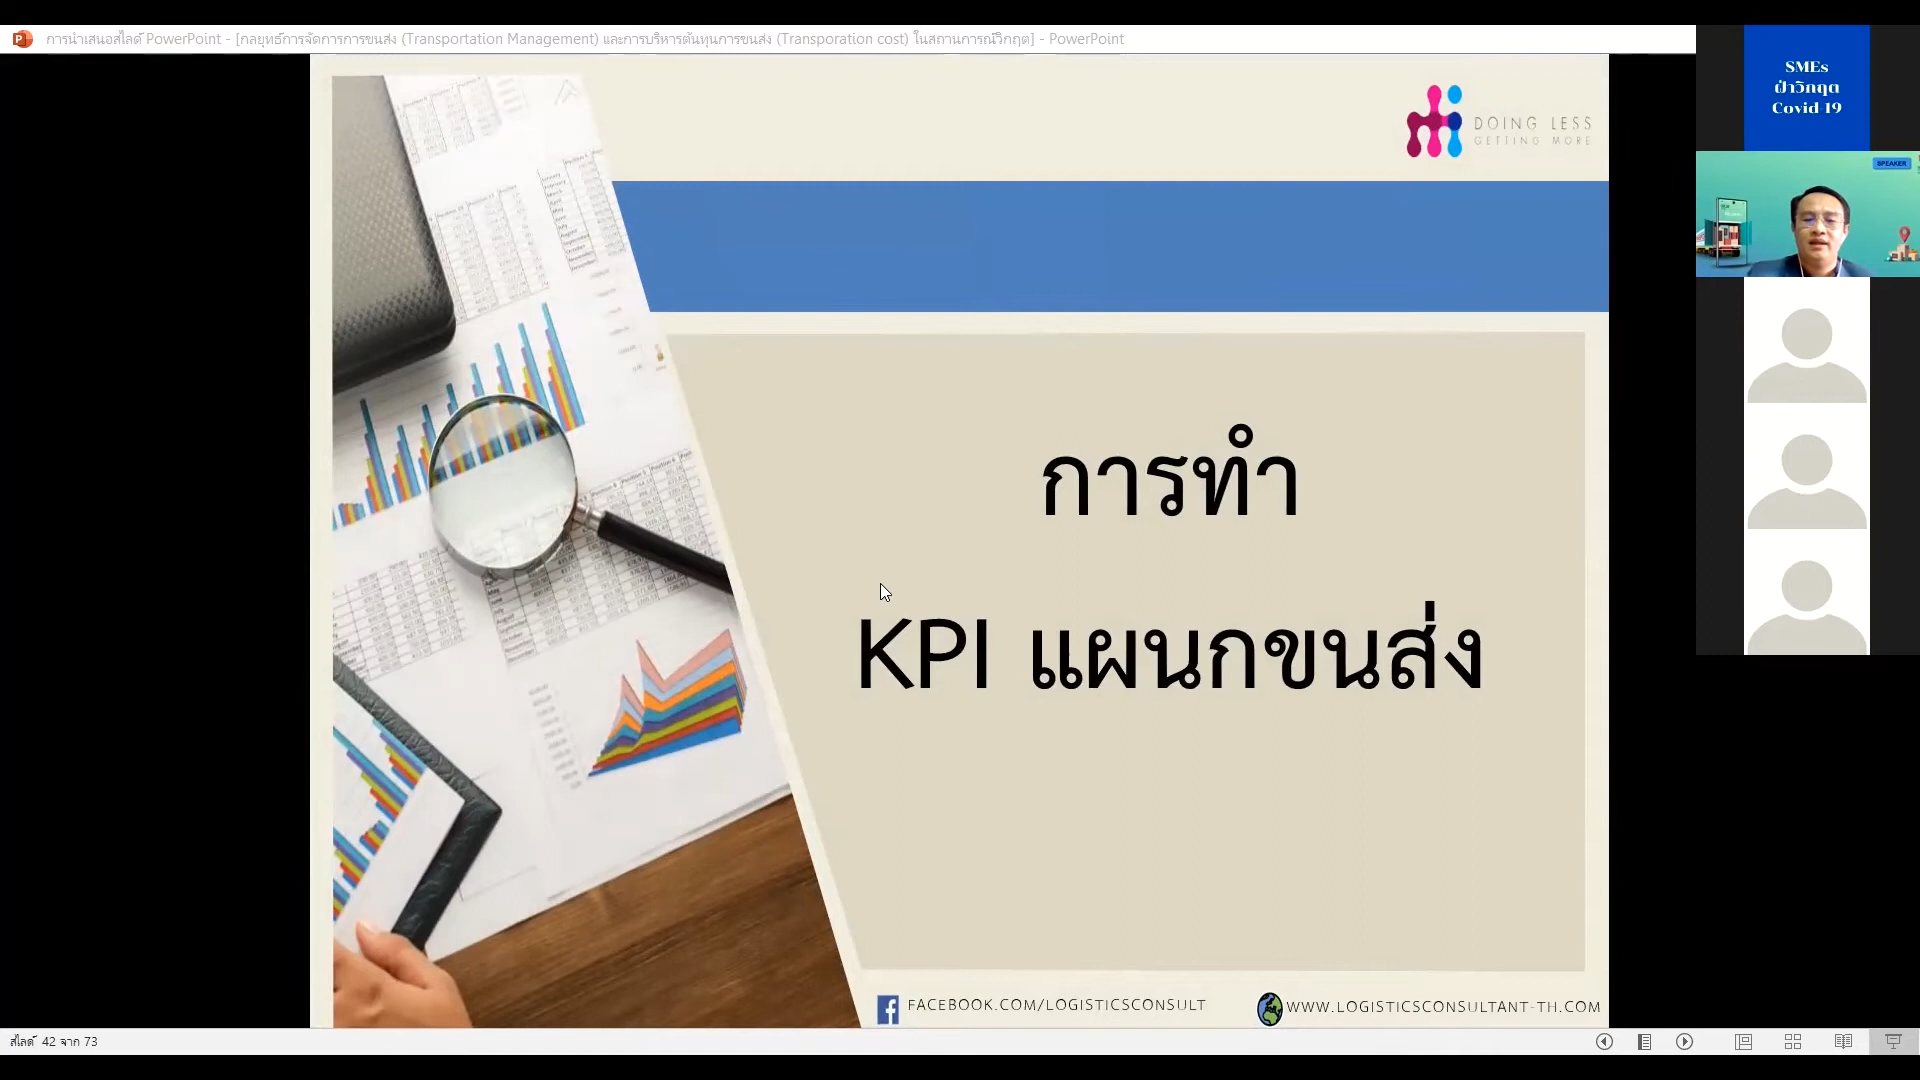 การนำเสนอสไลด์ PowerPoint - [กลยุทธ์การจัดการการขนส่ง (Transportation Management) และการบริหารต้นทุนการขนส่ง (Transporation cost) ในสถานการณ์วิกฤต] - PowerPoint
SMEs
ฝ่าวิกฤต
Covid-19
SPEAKER
DOING LESS
GETTING MORE
การทำ
KPI แผนกขนส่ง
FACEBOOK.COM/LOGISTICSCONSULT
WWW.LOGISTICSCONSULTANT-TH.COM
สไลด์ 42 จาก 73